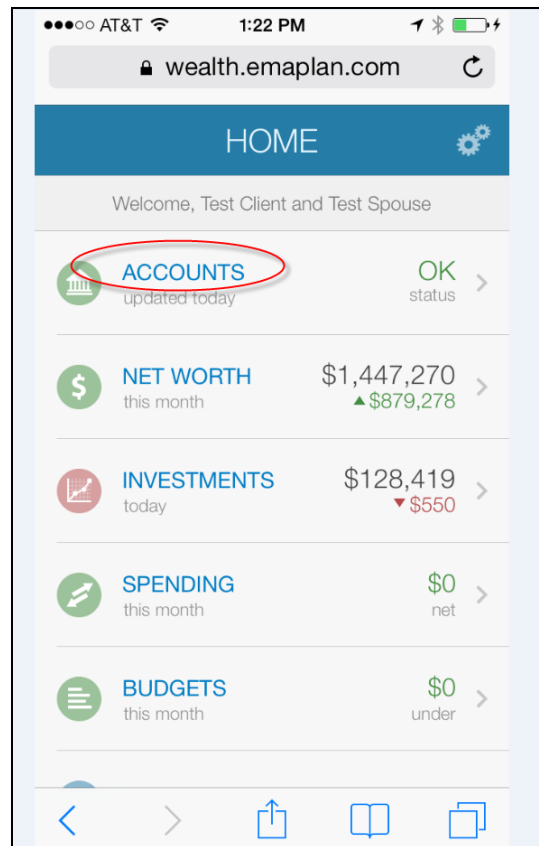 AT&T 1:22 PM
wealth.emaplan.com
HOME
Welcome, Test Client and Test Spouse
ACCOUNTS OK
updated today status
NET WORTH $1,447,270
this month ▲$879,278
INVESTMENTS $128,419
today ▼$550
SPENDING $0
this month net
BUDGETS $0
this month under